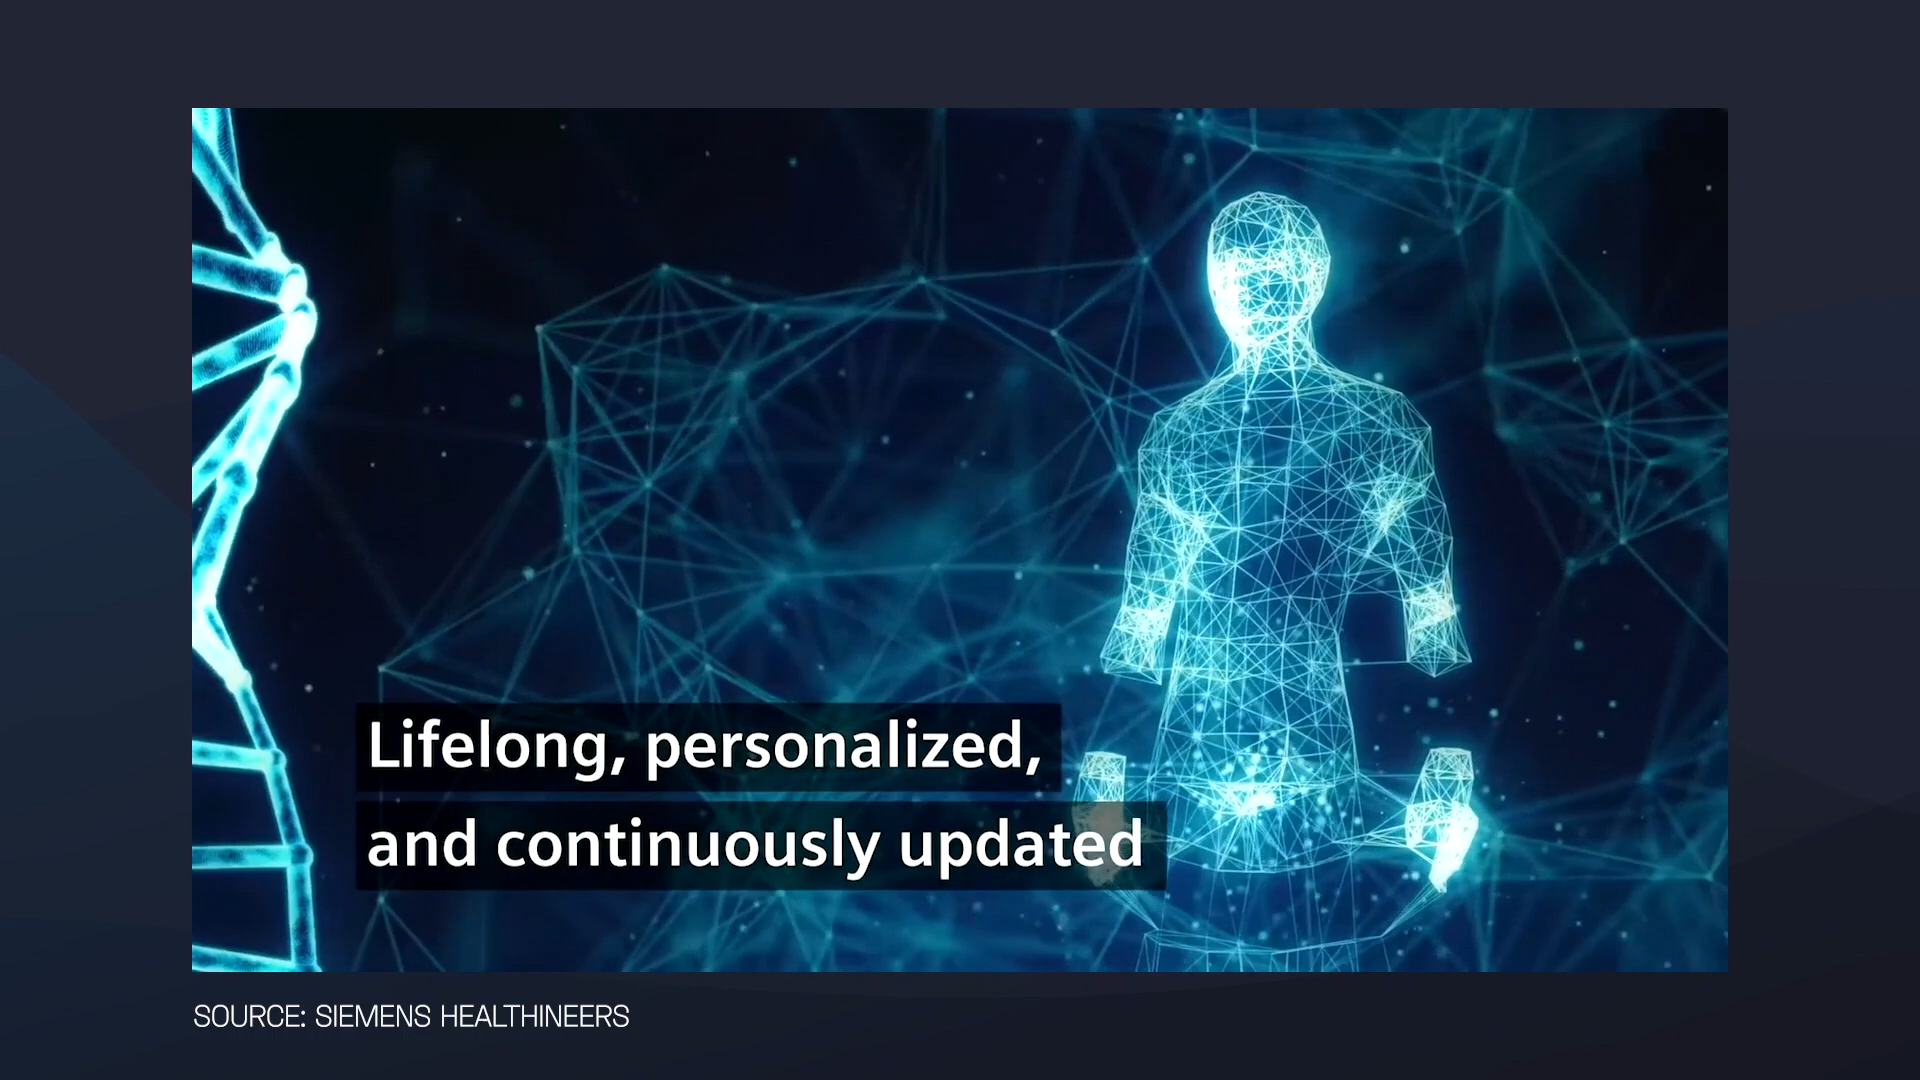 Lifelong, personalized,
and continuously updated
SOURCE: SIEMENS HEALTHINEERS